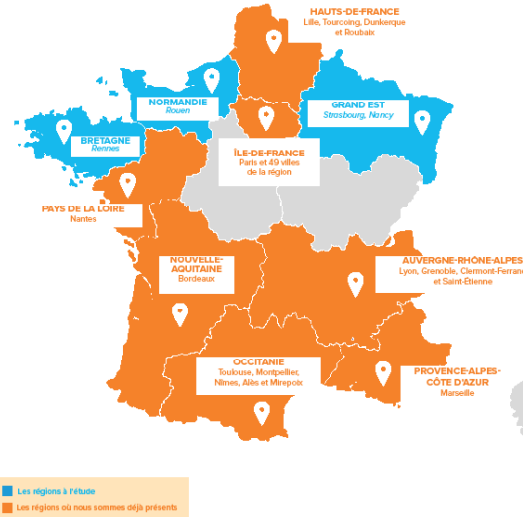 HAUTS-DE-FRANCE
Lille, Tourcoing, Dunkerque
et Roubaix
NORMANDIE
Rouen
GRAND EST
Strasbourg, Nancy
BRETAGNE
Rennes
ÎLE-DE-FRANCE
Paris et 49 villes
de la région
PAYS DE LA LOIRE
Nantes
NOUVELLE-
AQUITAINE
Bordeaux
AUVERGNE-RHÔNE-ALPES
Lyon, Grenoble, Clermont-Ferrand
et Saint-Étienne
OCCITANIE
Toulouse, Montpellier,
Nîmes, Alès et Mirepoix
PROVENCE-ALPES-
CÔTE D'AZUR
Marseille
Les régions à l'étude
Les régions où nous sommes déjà présents